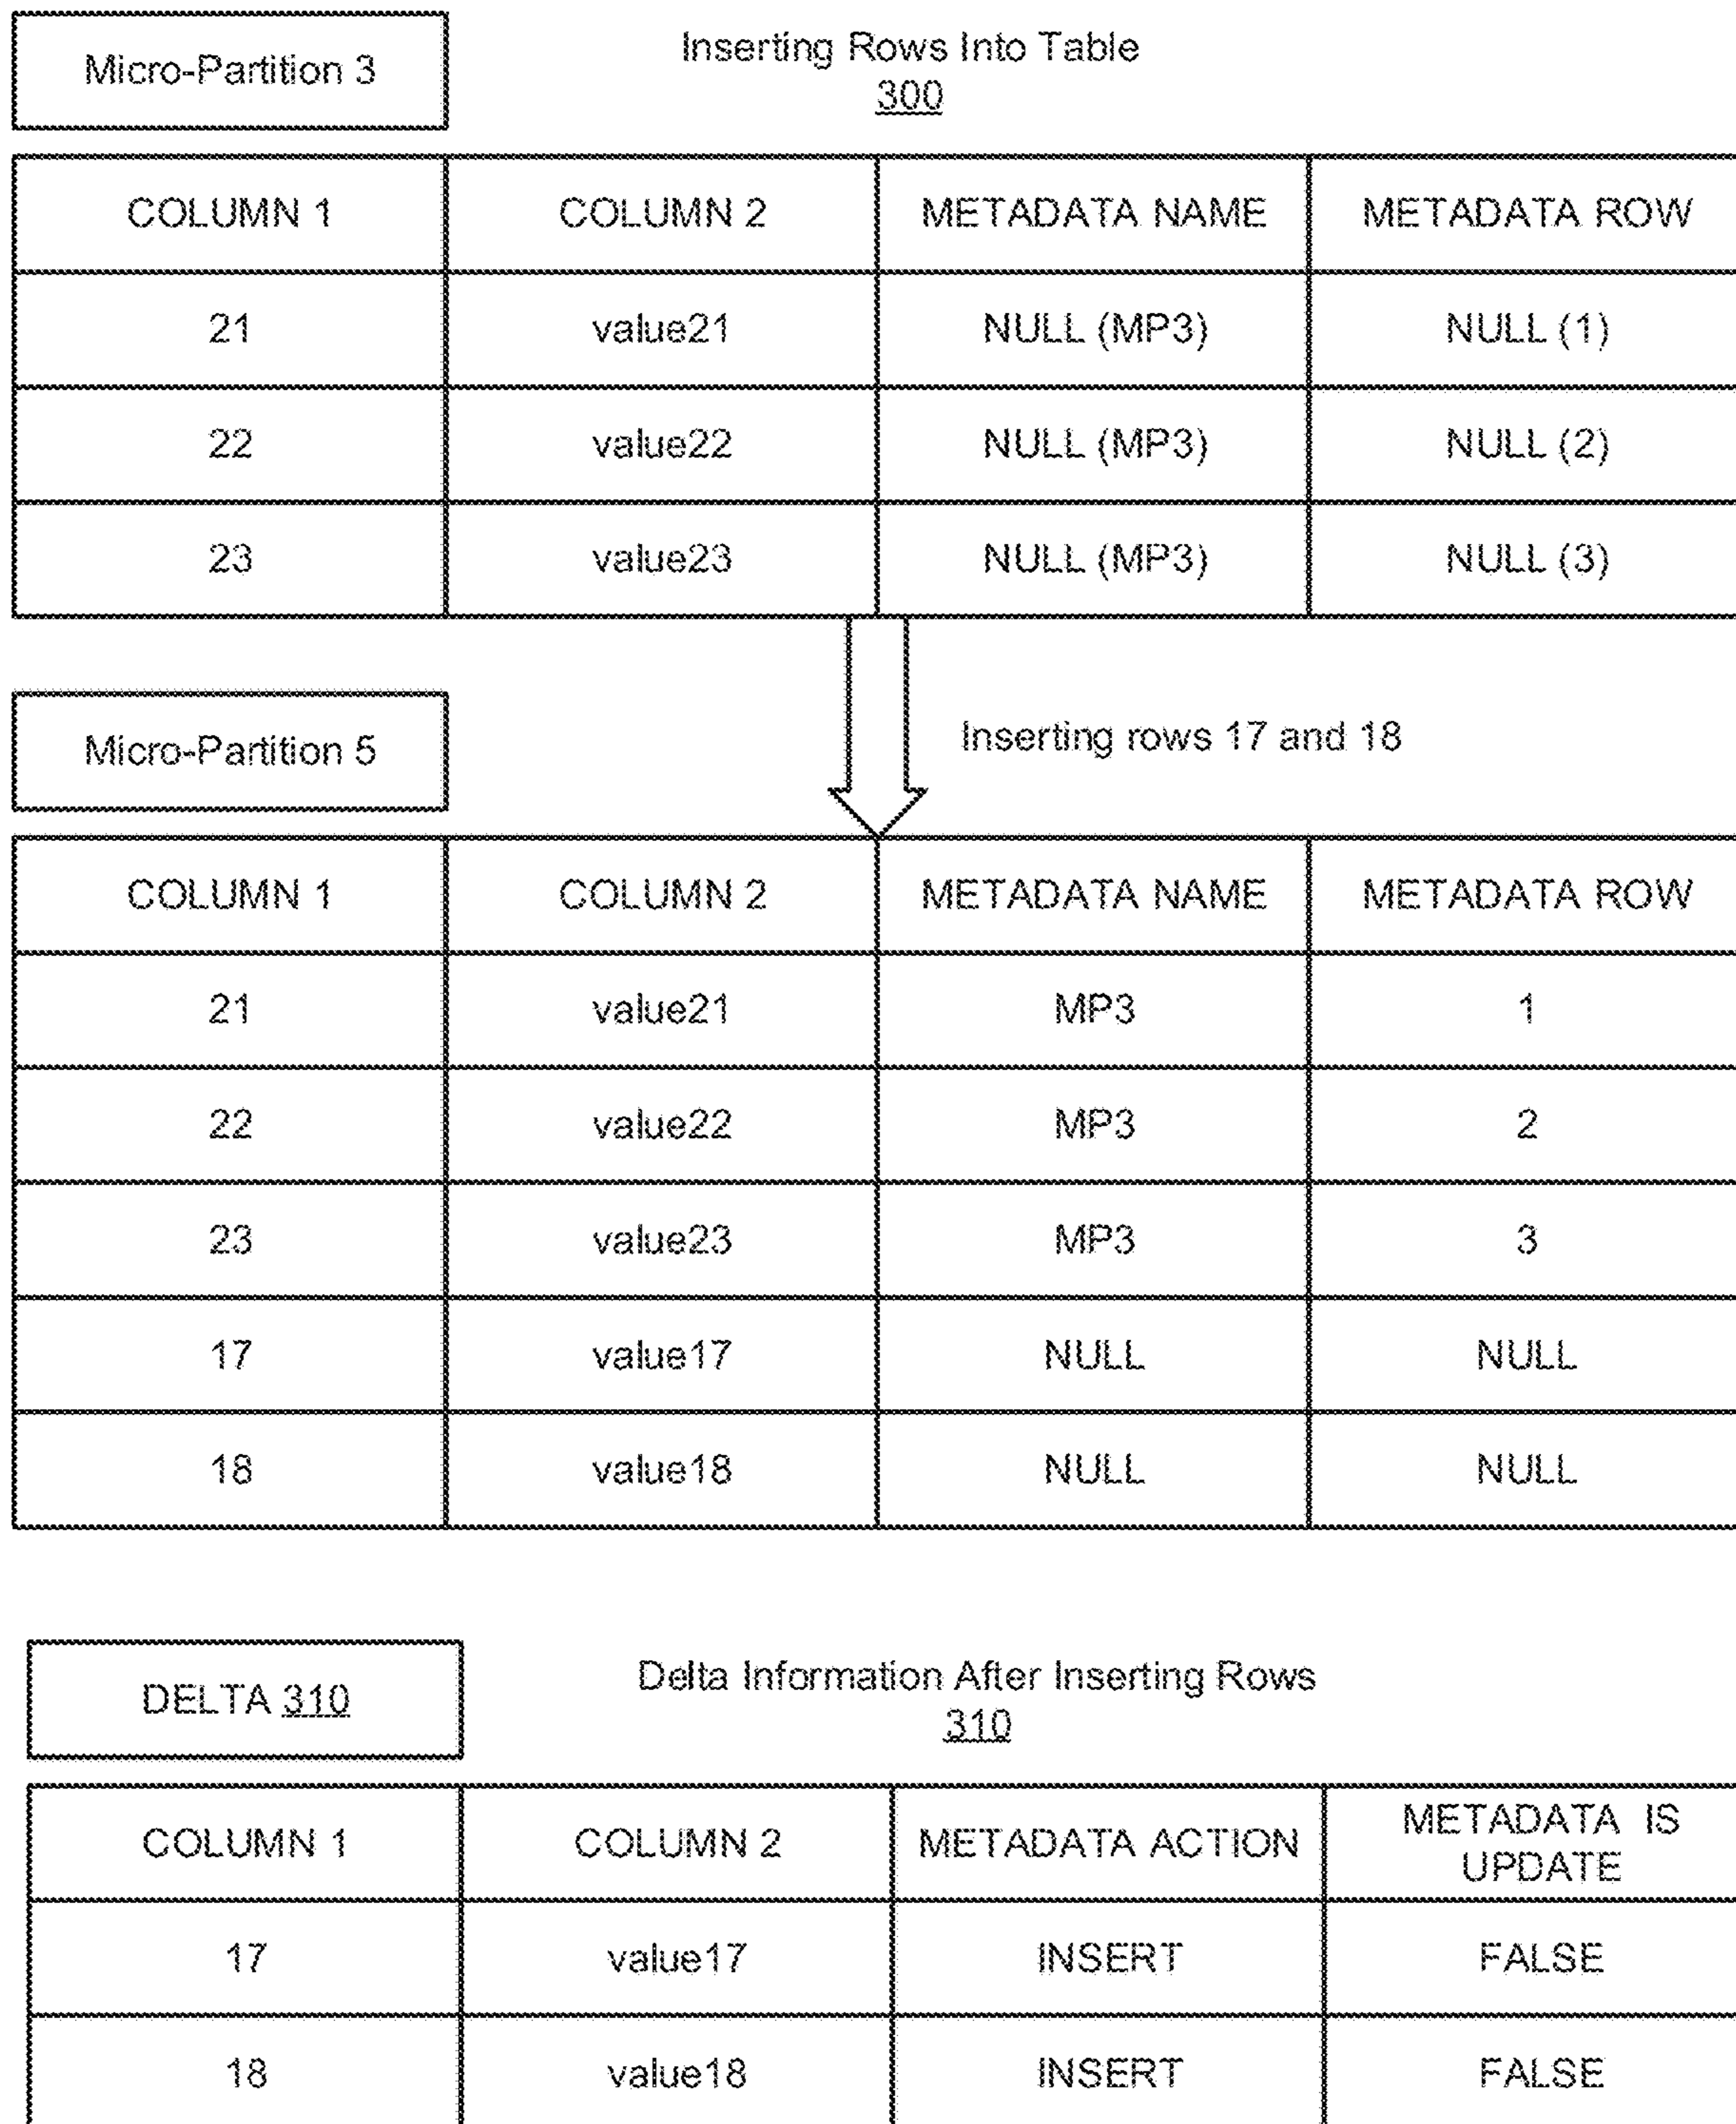 Micro-Partition 3
Inserting Rows Into Table
300
COLUMN 1 COLUMN 2 METADATA NAME METADATA ROW
21 value21 NULL (MP3) NULL (1)
22 value22 NULL (MP3) NULL (2)
23 value23 NULL (MP3) NULL (3)
Micro-Partition 5
Inserting rows 17 and 18
COLUMN 1 COLUMN 2 METADATA NAME METADATA ROW
21 value21 MP3 1
22 value22 MP3 2
23 value23 MP3 3
17 value17 NULL NULL
18 value18 NULL NULL
DELTA 310
Delta Information After Inserting Rows
310
COLUMN 1 COLUMN 2 METADATA ACTION METADATA IS UPDATE
17 value17 INSERT FALSE
18 value18 INSERT FALSE